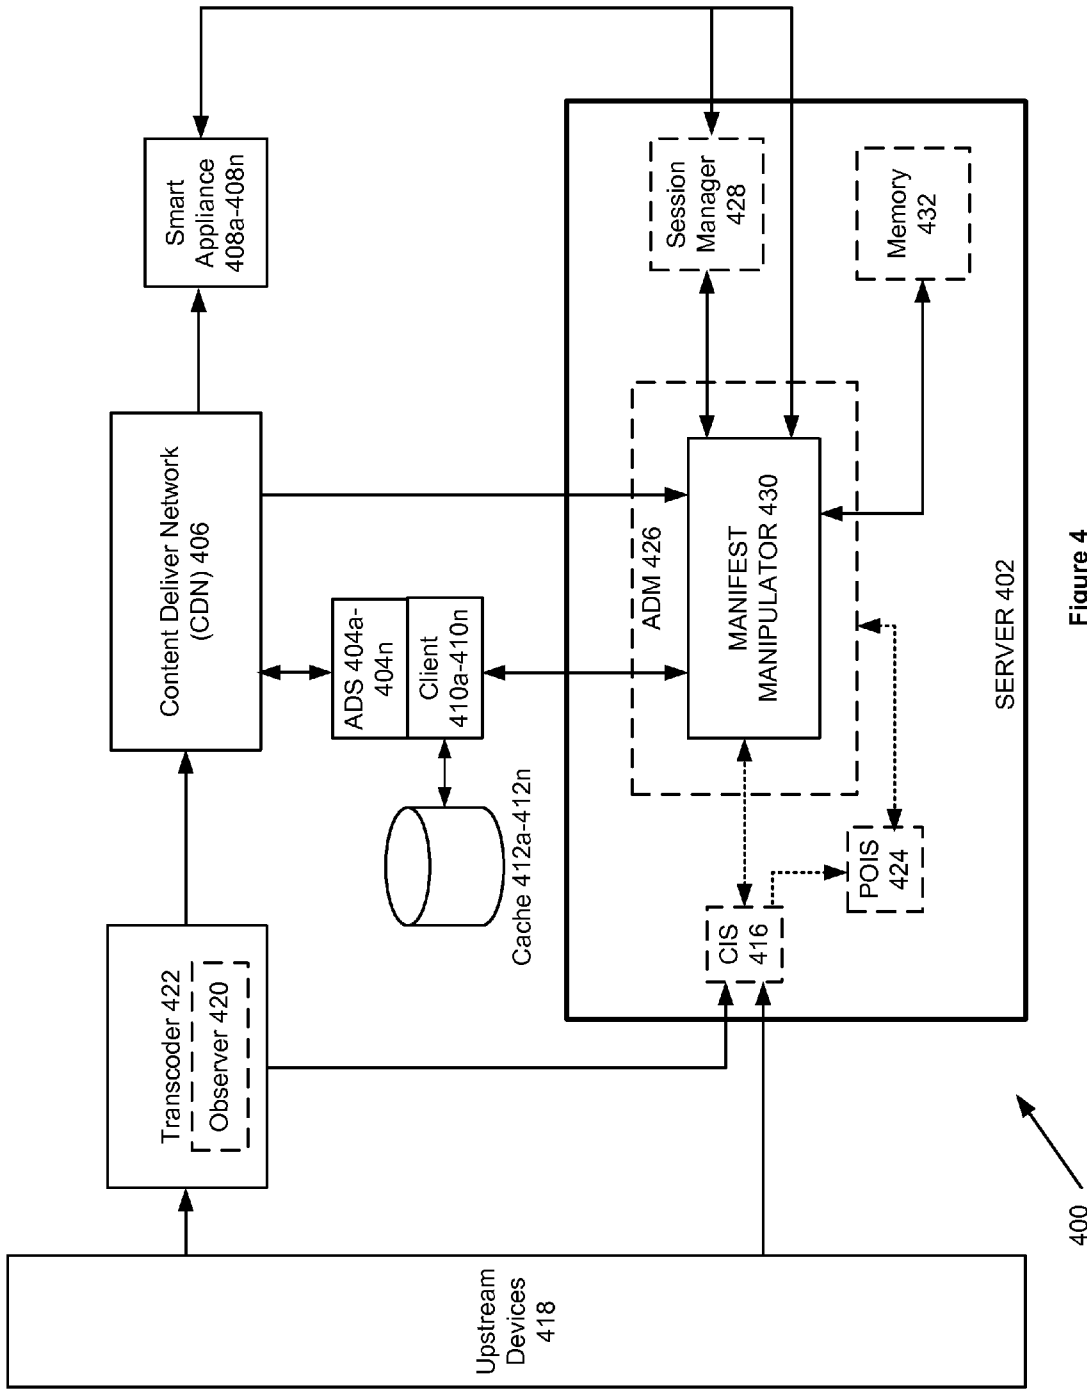 Upstream
Devices
418
Transcoder 422
Observer 420
Content Deliver Network
(CDN) 406
Smart
Appliance
408a-408n
ADS 404a-
404n
Client
410a-410n
Cache 412a-412n
ADM 426
MANIFEST
MANIPULATOR 430
Session
Manager
428
Memory
432
CIS
416
POIS
424
SERVER 402
400
Figure 4